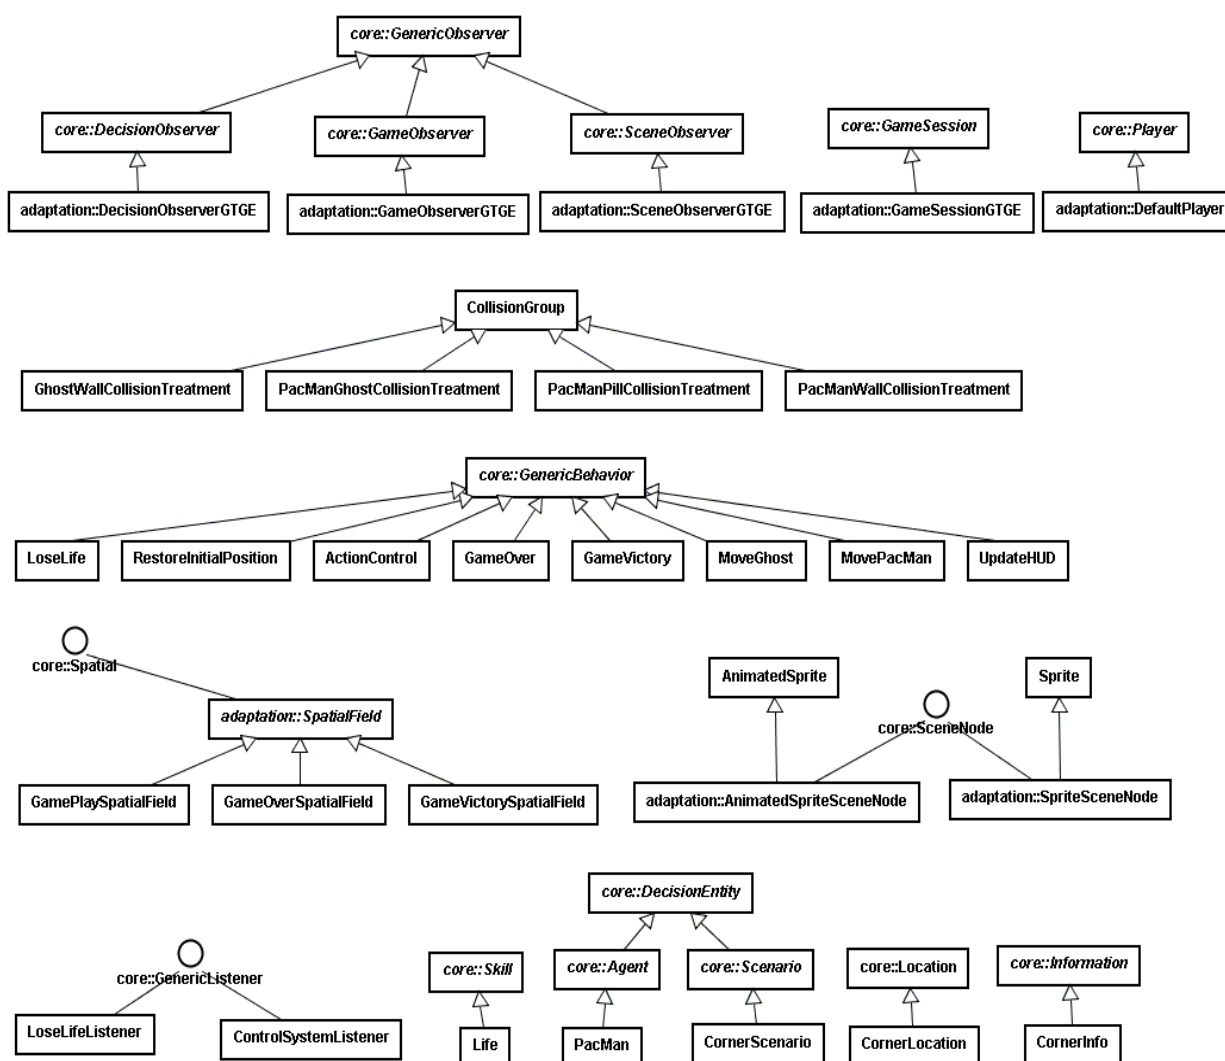 core::GenericObserver
core::DecisionObserver
core::GameObserver
core::SceneObserver
core::GameSession
core::Player
adaptation::DecisionObserverGTGE
adaptation::GameObserverGTGE
adaptation::SceneObserverGTGE
adaptation::GameSessionGTGE
adaptation::DefaultPlayer
CollisionGroup
GhostWallCollisionTreatment
PacManGhostCollisionTreatment
PacManPillCollisionTreatment
PacManWallCollisionTreatment
core::GenericBehavior
LoseLife
RestoreInitialPosition
ActionControl
GameOver
GameVictory
MoveGhost
MovePacMan
UpdateHUD
core::Spatial
adaptation::SpatialField
GamePlaySpatialField
GameOverSpatialField
GameVictorySpatialField
AnimatedSprite
Sprite
core::SceneNode
adaptation::AnimatedSpriteSceneNode
adaptation::SpriteSceneNode
core::DecisionEntity
core::GenericListener
core::Skill
core::Agent
core::Scenario
core::Location
core::Information
LoseLifeListener
ControlSystemListener
Life
PacMan
CornerScenario
CornerLocation
CornerInfo